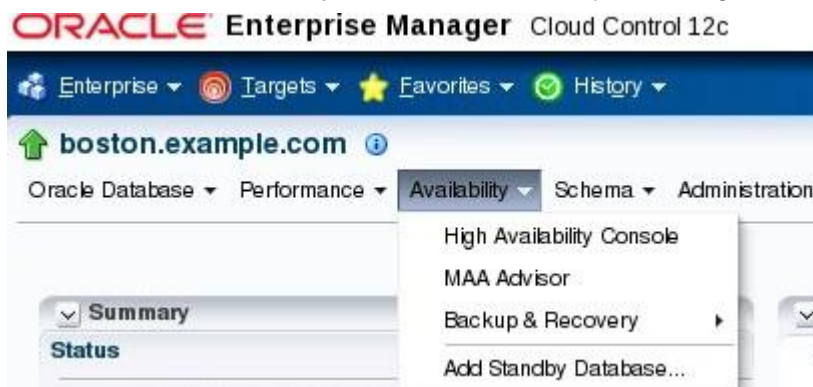 ORACLE Enterprise Manager Cloud Control 12c
Enterprise Targets Favorites History
boston.example.com
Oracle Database Performance Availability Schema Administration
High Availability Console
MAA Advisor
Summary
Backup & Recovery
Status
Add Standby Database...